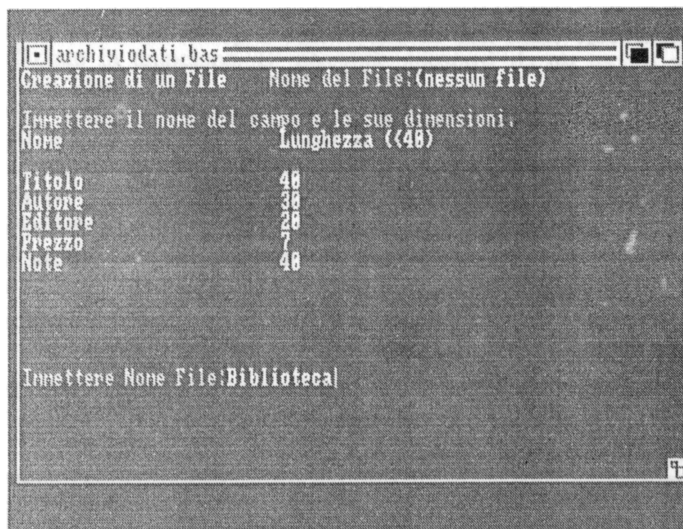 archiviodati.bas
Creazione di un File Nome del File:(nessun file)
Immettere il nome del campo e le sue dimensioni.
Nome Lunghezza ((40)
Titolo 40
Autore 30
Editore 20
Prezzo 7
Note 40
Immettere Nome File:Biblioteca